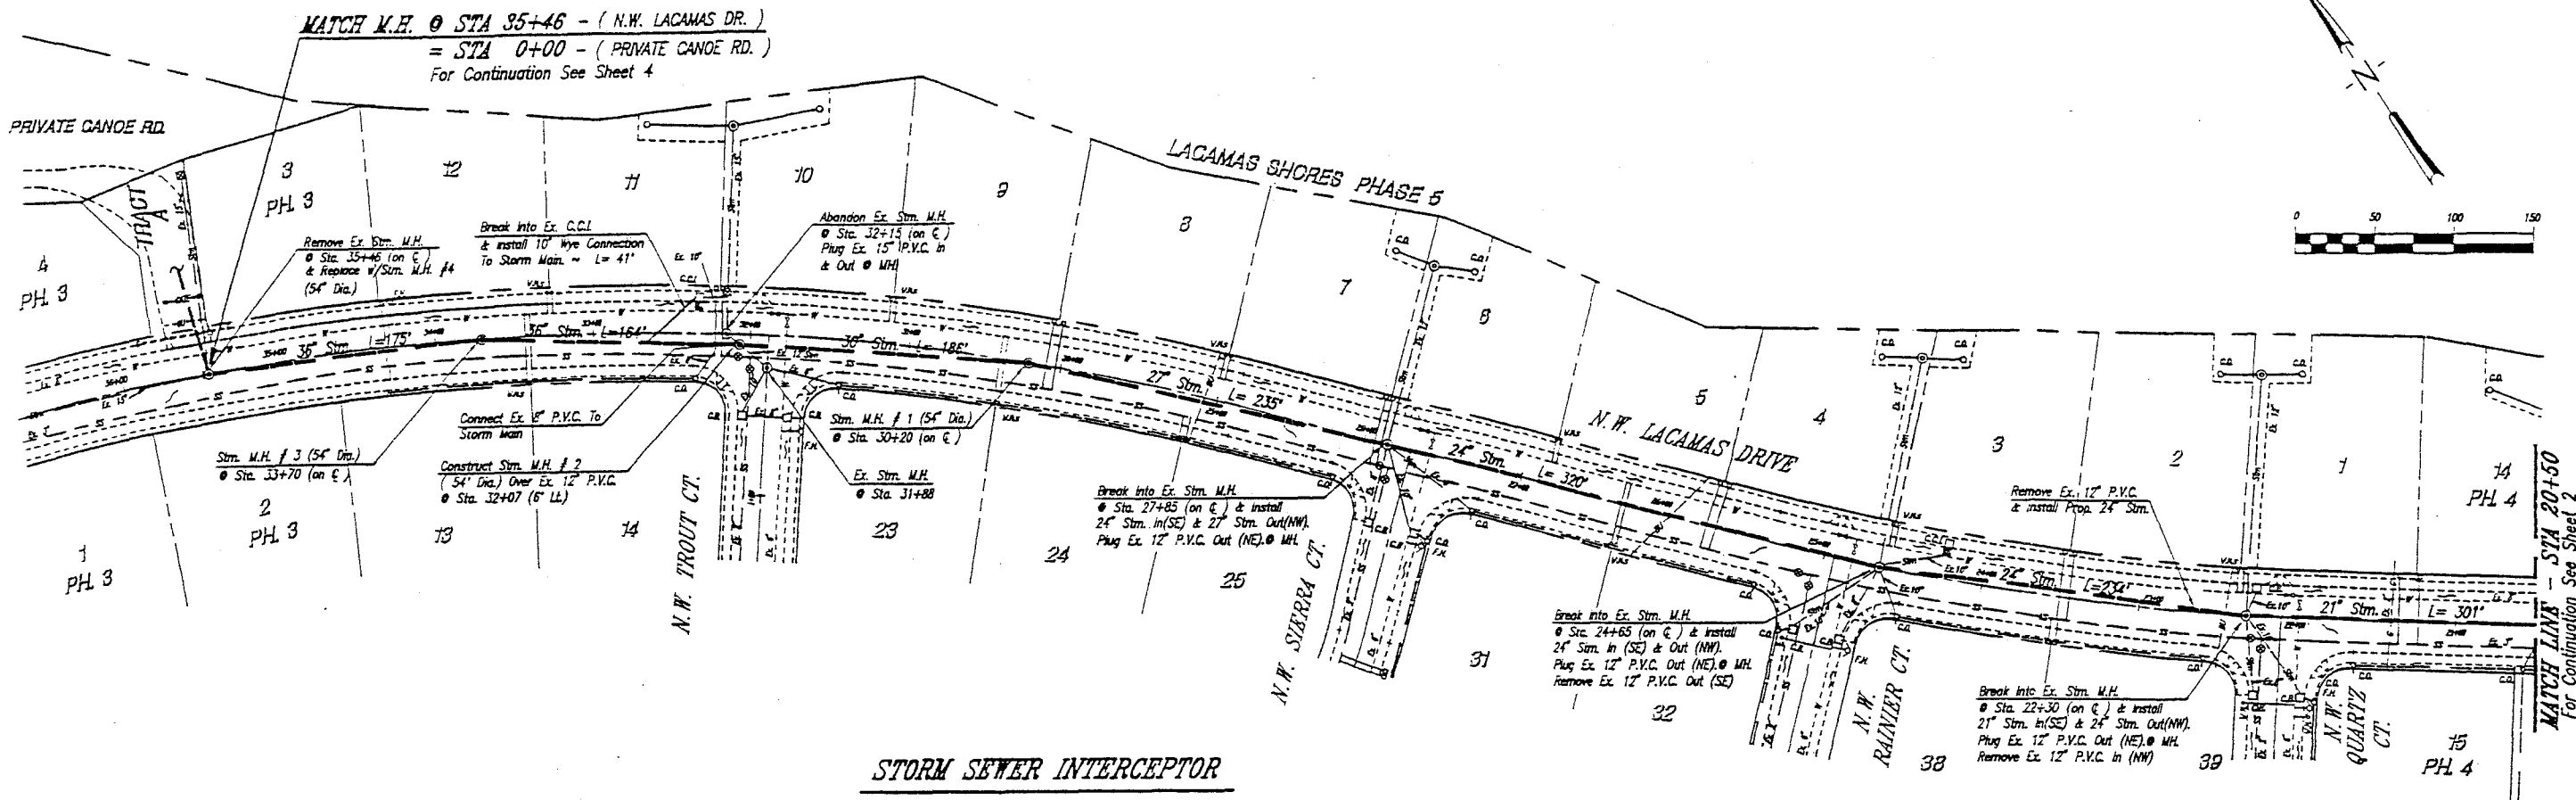 MATCH M.H. @ STA 35+46 - ( N.W. LACAMAS DR. )
= STA 0+00 - ( PRIVATE CANOE RD. )
For Continuation See Sheet 4
N
0 50 100 150
PRIVATE CANOE RD.
TRACT
A
LACAMAS SHORES PHASE 5
4
PH. 3
3
PH. 3
12
11
10
9
8
7
6
5
4
3
2
1
14
PH. 4
Remove Ex. Stm. M.H.
@ Sta. 35+46 (on ℄)
& Replace w/Stm. M.H. #4
(54" Dia.)
Break Into Ex. C.C.I.
& Install 10" Wye Connection
To Storm Main ~ L= 41'
Abandon Ex. Stm. M.H.
@ Sta. 32+15 (on ℄)
Plug Ex. 15" P.V.C. In
& Out @ MH
36" Stm. L=175'
36" Stm. L=164'
30" Stm. L= 186'
27" Stm. L= 235'
24" Stm. L= 320'
24" Stm. L=234'
21" Stm. L= 301'
N.W. LACAMAS DRIVE
Stm. M.H. # 3 (54" Dia.)
@ Sta. 33+70 (on ℄)
Connect Ex. 8" P.V.C. To
Storm Main
Construct Stm. M.H. # 2
( 54" Dia.) Over Ex. 12" P.V.C.
@ Sta. 32+07 (6' Lt.)
Stm. M.H. # 1 (54" Dia.)
@ Sta. 30+20 (on ℄)
Ex. Stm. M.H.
@ Sta. 31+88
Break Into Ex. Stm. M.H.
@ Sta. 27+85 (on ℄) & Install
24" Stm. In(SE) & 27" Stm. Out(NW).
Plug Ex. 12" P.V.C. Out (NE).@ MH.
Break Into Ex. Stm. M.H.
@ Sta. 24+65 (on ℄) & Install
24" Stm. In (SE) & Out (NW).
Plug Ex. 12" P.V.C. Out (NE).@ MH.
Remove Ex. 12" P.V.C. Out (SE)
Remove Ex. 12" P.V.C.
& Install Prop. 24" Stm.
Break Into Ex. Stm. M.H.
@ Sta. 22+30 (on ℄) & Install
21" Stm. In(SE) & 24" Stm. Out(NW).
Plug Ex. 12" P.V.C. Out (NE).@ MH.
Remove Ex. 12" P.V.C. In (NW)
1
PH. 3
2
PH. 3
13
14
N.W. TROUT CT.
23
24
25
N.W. SIERRA CT.
31
32
N.W.
RAINIER CT.
38
39
N.W.
QUARTZ
CT.
15
PH. 4
MATCH LINE - STA 20+50
For Continuation See Sheet 2
STORM SEWER INTERCEPTOR